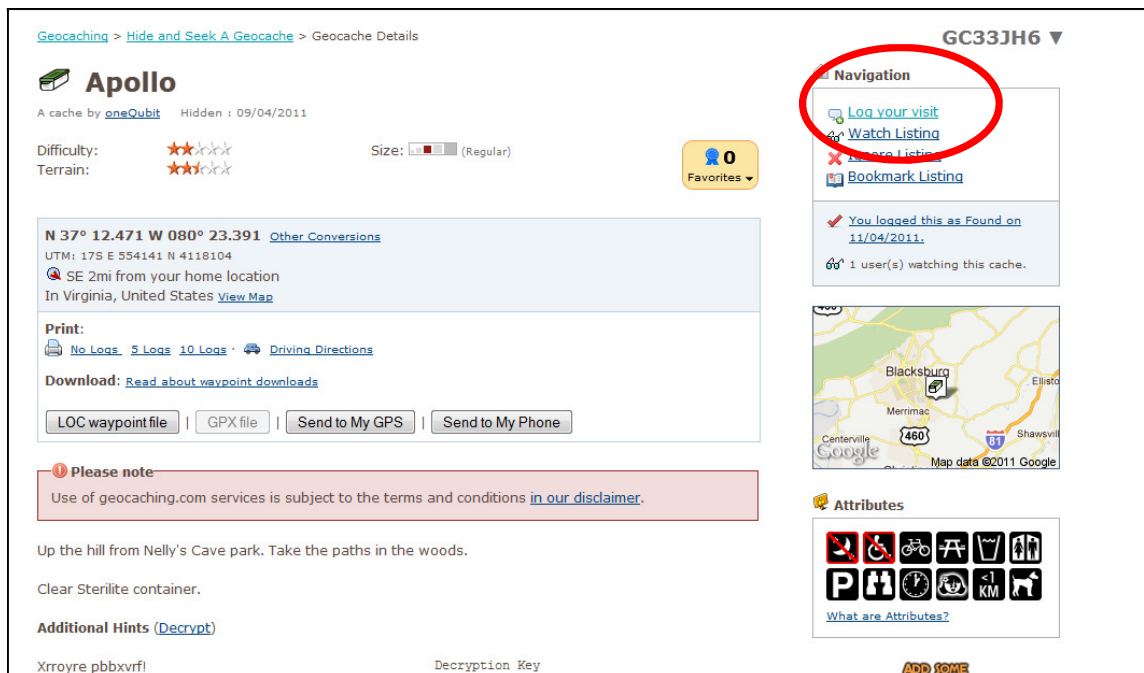 Geocaching > Hide and Seek A Geocache > Geocache Details
GC33JH6 ▼
Apollo
A cache by oneQubit Hidden : 09/04/2011
Difficulty:
Size: (Regular)
Terrain:
0
Favorites
N 37° 12.471 W 080° 23.391 Other Conversions
UTM: 17S E 554141 N 4118104
SE 2mi from your home location
In Virginia, United States View Map
Print:
No Logs 5 Logs 10 Logs · Driving Directions
Download: Read about waypoint downloads
LOC waypoint file | GPX file | Send to My GPS | Send to My Phone
Please note
Use of geocaching.com services is subject to the terms and conditions in our disclaimer.
Up the hill from Nelly's Cave park. Take the paths in the woods.
Clear Sterilite container.
Additional Hints (Decrypt)
Xrroyre pbbxvrf!
Decryption Key
Navigation
Log your visit
Watch Listing
Ignore Listing
Bookmark Listing
You logged this as Found on
11/04/2011.
1 user(s) watching this cache.
460
Blacksburg
Ellisto
Merrimac
Centerville
460
81
Shawsvill
Google
Map data ©2011 Google
Attributes
P
<1
KM
What are Attributes?
ADD SOME